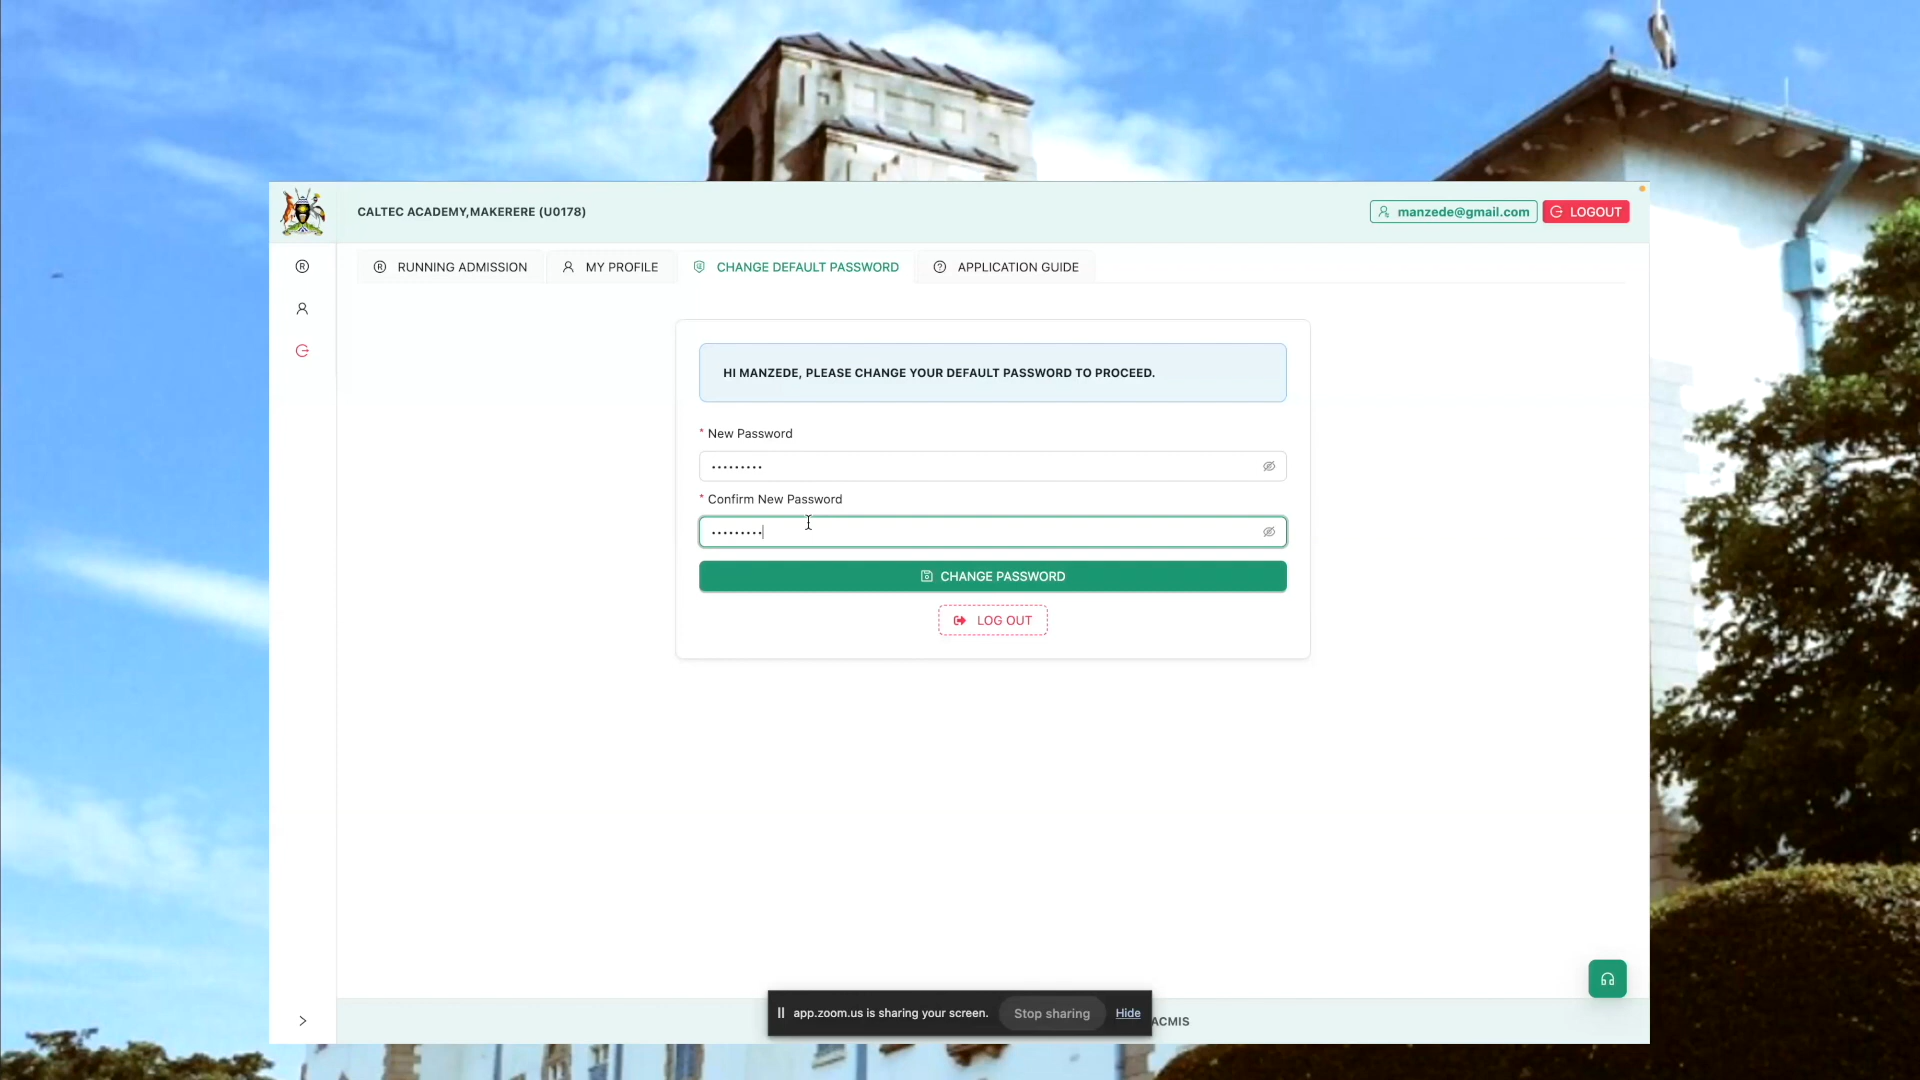 CALTEC ACADEMY,MAKERERE (U0178)
manzede@gmail.com
LOGOUT
RUNNING ADMISSION
MY PROFILE
CHANGE DEFAULT PASSWORD
APPLICATION GUIDE
HI MANZEDE, PLEASE CHANGE YOUR DEFAULT PASSWORD TO PROCEED.
* New Password
•••••••••
* Confirm New Password
•••••••••
CHANGE PASSWORD
LOG OUT
app.zoom.us is sharing your screen.
Stop sharing
Hide
ACMIS